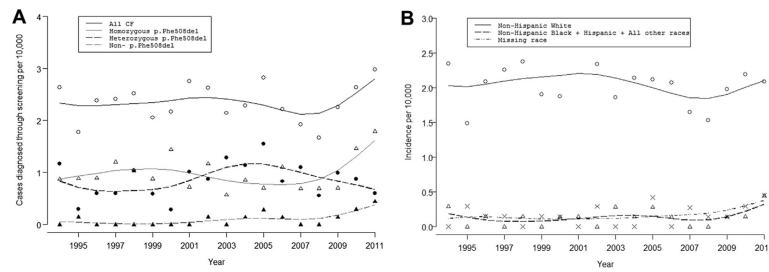 A
All CF
Homozygous p.Phe508del
Heterozygous p.Phe508del
Non- p.Phe508del
Cases diagnosed through screening per 10,000
4
3
2
1
0
1995
1997
1999
2001
2003
2005
2007
2009
2011
Year
B
Non-Hispanic White
Non-Hispanic Black + Hispanic + All other races
Missing race
Incidence per 10,000
3.0
2.5
2.0
1.5
1.0
0.5
0.0
1995
1997
1999
2001
2003
2005
2007
2009
2011
Year